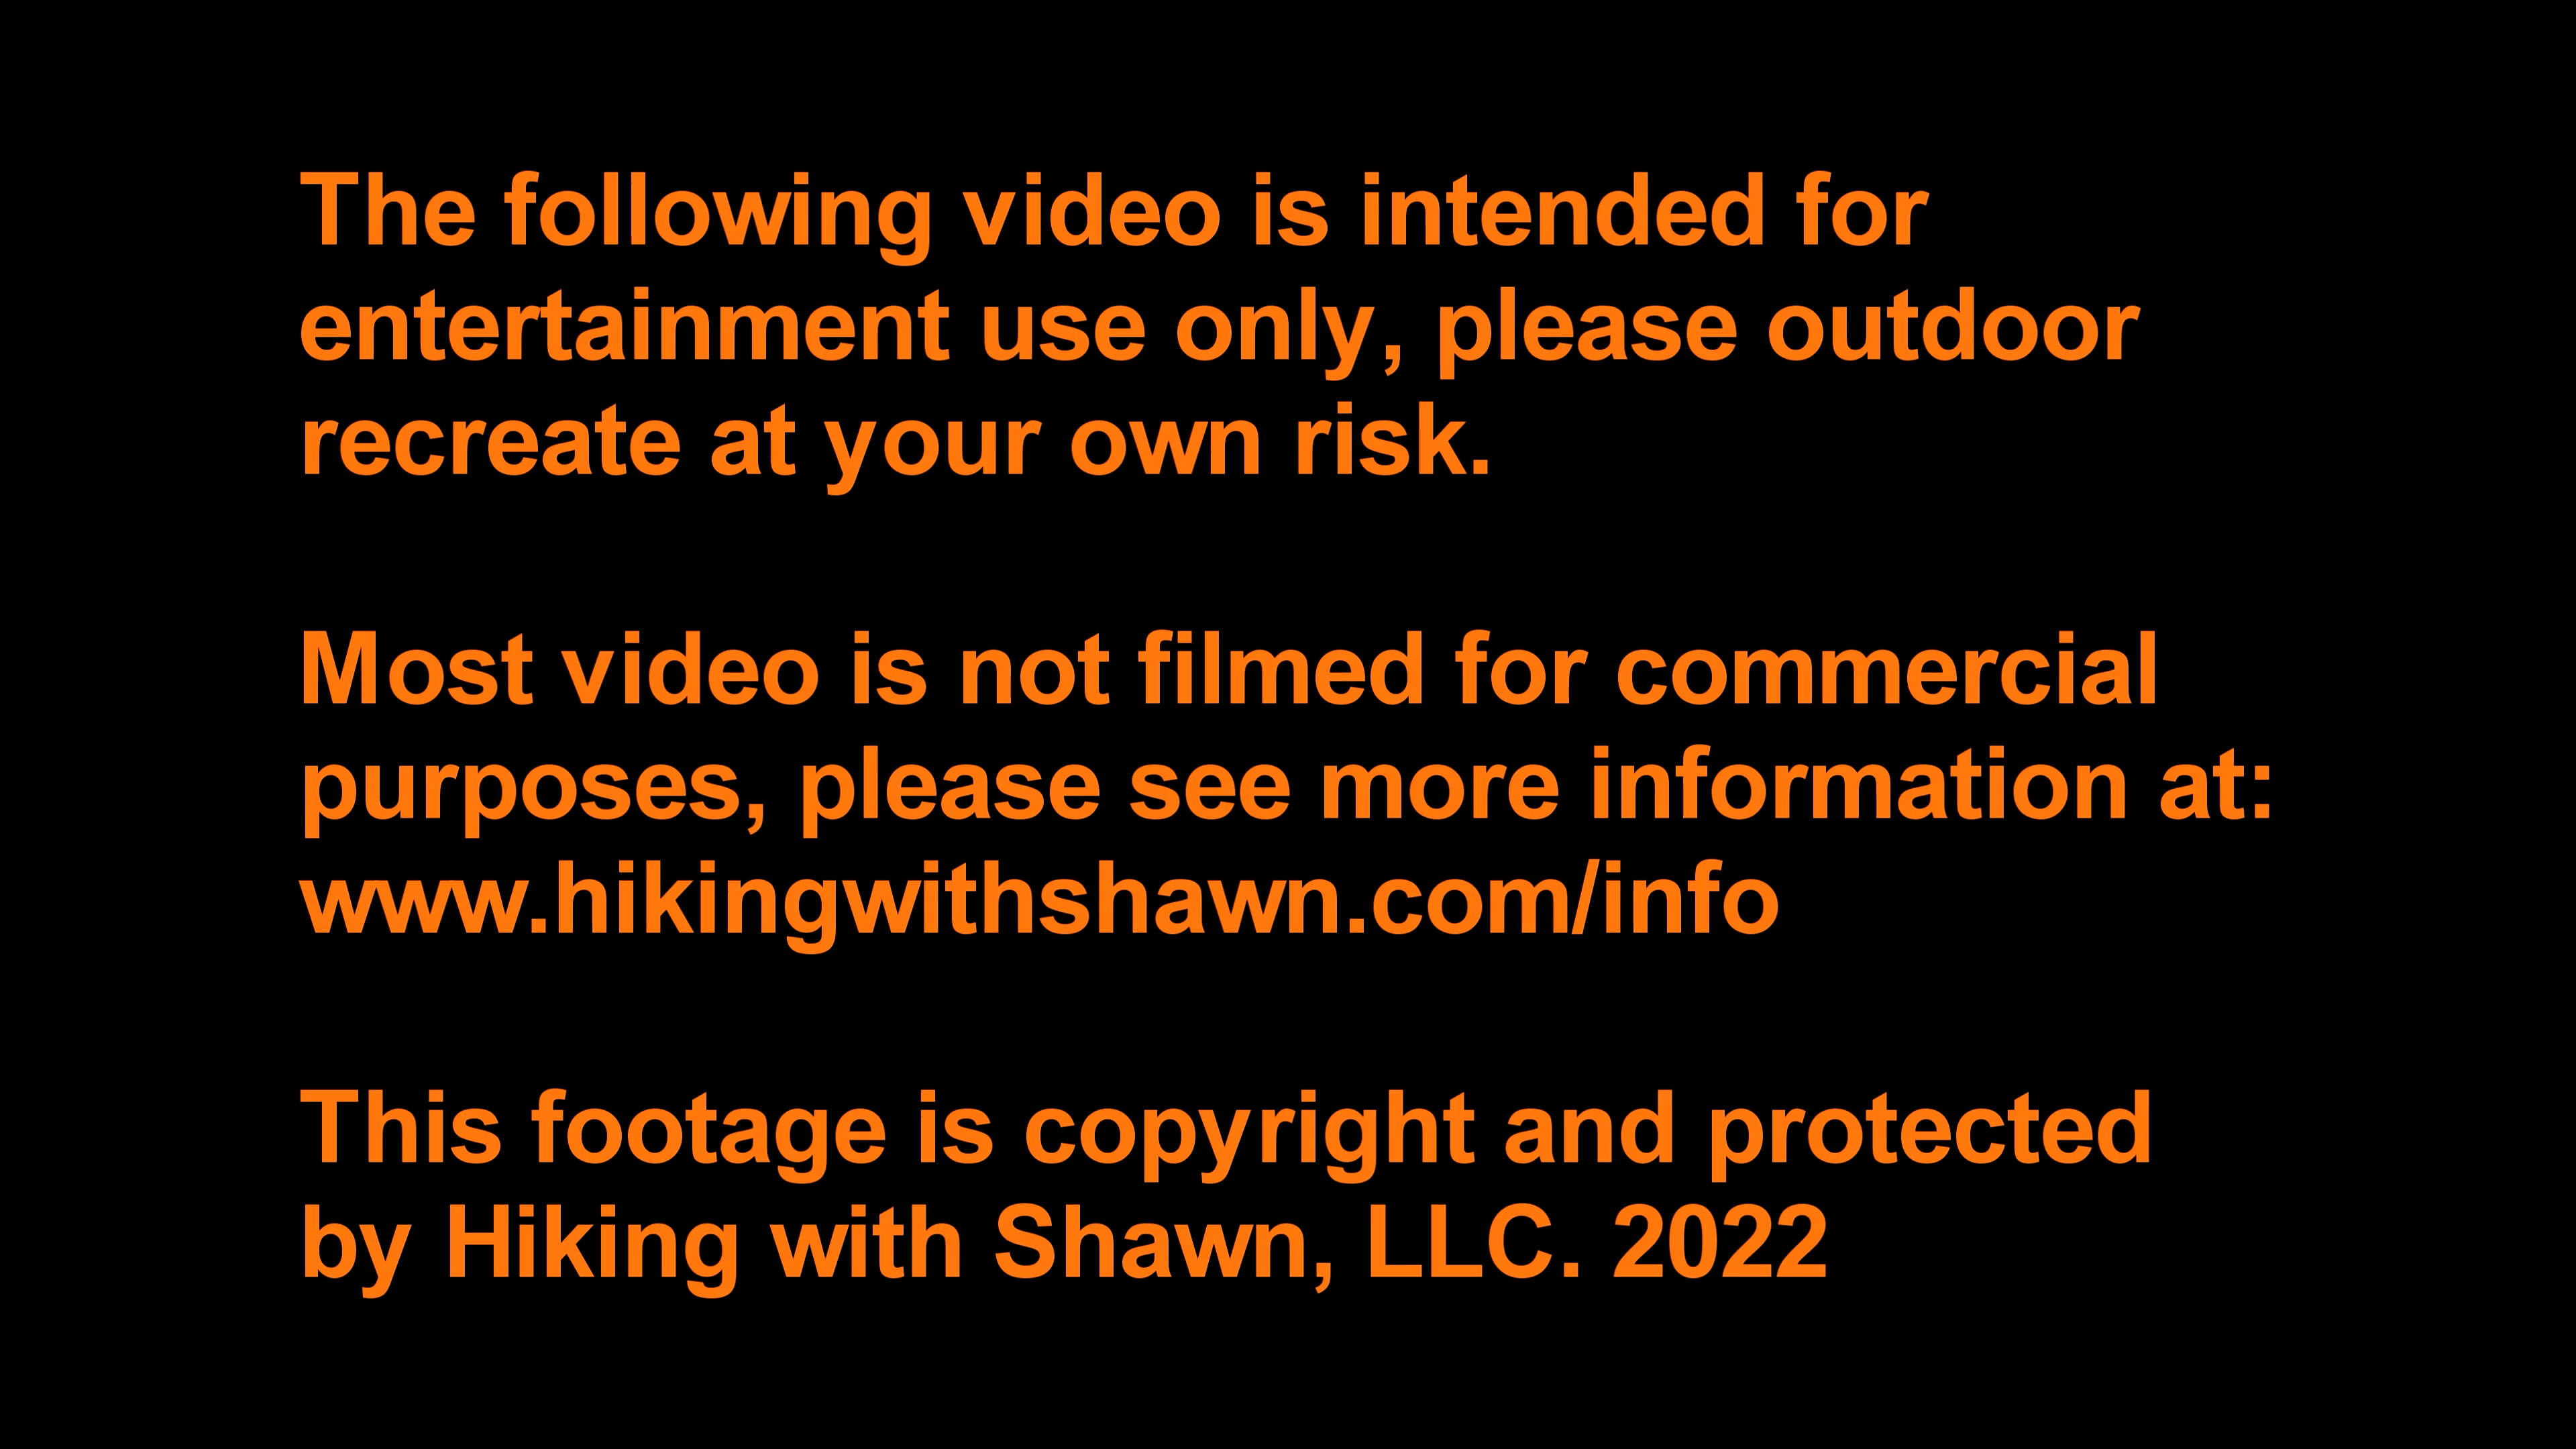 The following video is intended for
entertainment use only, please outdoor
recreate at your own risk.
Most video is not filmed for commercial
purposes, please see more information at:
www.hikingwithshawn.com/info
This footage is copyright and protected
by Hiking with Shawn, LLC. 2022